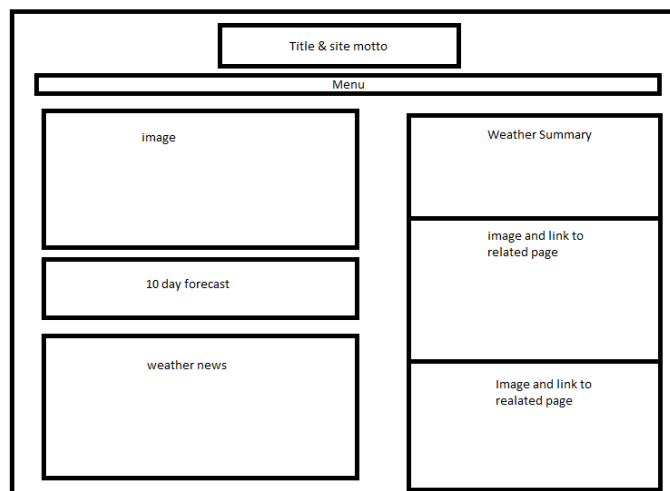 Title & site motto
Menu
image
10 day forecast
weather news
Weather Summary
image and link to
related page
Image and link to
realated page